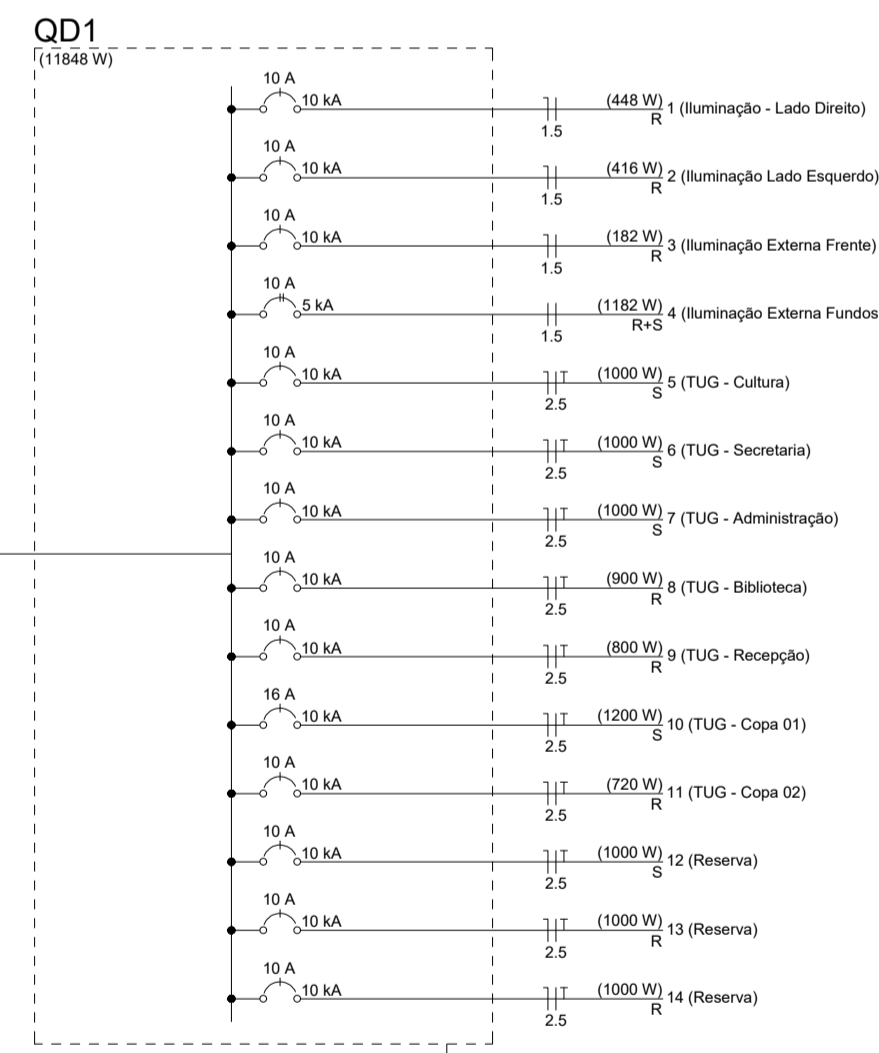 QD1
(11848 W)
10 A
10 kA
1.5
(448 W)
R
1 (Iluminação - Lado Direito)
10 A
10 kA
1.5
(416 W)
R
2 (Iluminação Lado Esquerdo)
10 A
10 kA
1.5
(182 W)
R
3 (Iluminação Externa Frente)
10 A
5 kA
1.5
(1182 W)
R+S
4 (Iluminação Externa Fundos
10 A
10 kA
T
2.5
(1000 W)
S
5 (TUG - Cultura)
10 A
10 kA
T
2.5
(1000 W)
S
6 (TUG - Secretaria)
10 A
10 kA
T
2.5
(1000 W)
S
7 (TUG - Administração)
10 A
10 kA
T
2.5
(900 W)
R
8 (TUG - Biblioteca)
10 A
10 kA
T
2.5
(800 W)
R
9 (TUG - Recepção)
16 A
10 kA
T
2.5
(1200 W)
S
10 (TUG - Copa 01)
10 A
10 kA
T
2.5
(720 W)
R
11 (TUG - Copa 02)
10 A
10 kA
T
2.5
(1000 W)
S
12 (Reserva)
10 A
10 kA
T
2.5
(1000 W)
R
13 (Reserva)
10 A
10 kA
T
2.5
(1000 W)
R
14 (Reserva)